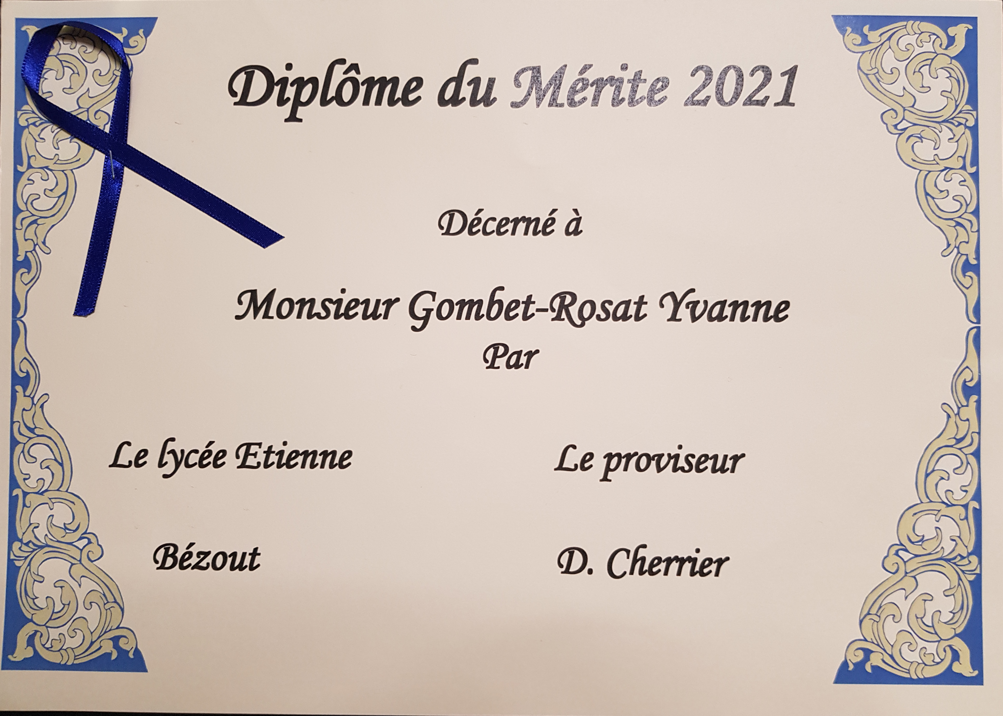 Diplôme du Mérite 2021
Décerné à
Monsieur Gombet-Rosat Yvanne
Par
Le lycée Etienne
Bézout
Le proviseur
D. Cherrier